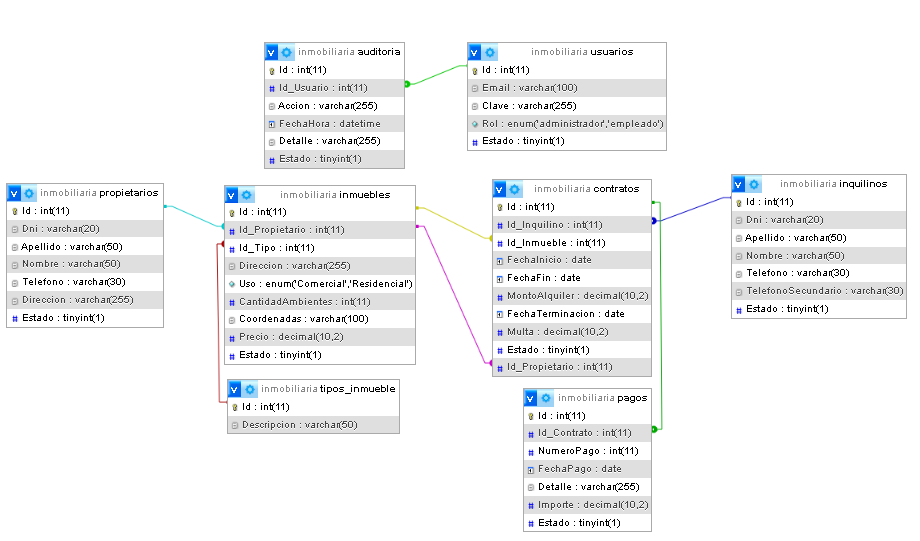 inmobiliaria auditoria
Id : int(11)
Id_Usuario : int(11)
Accion : varchar(255)
FechaHora : datetime
Detalle : varchar(255)
Estado : tinyint(1)
inmobiliaria usuarios
Id : int(11)
Email : varchar(100)
Clave : varchar(255)
Rol : enum('administrador','empleado')
Estado : tinyint(1)
inmobiliaria propietarios
Id : int(11)
Dni : varchar(20)
Apellido : varchar(50)
Nombre : varchar(50)
Telefono : varchar(30)
Direccion : varchar(255)
Estado : tinyint(1)
inmobiliaria inmuebles
Id : int(11)
Id_Propietario : int(11)
Id_Tipo : int(11)
Direccion : varchar(255)
Uso : enum('Comercial','Residencial')
CantidadAmbientes : int(11)
Coordenadas : varchar(100)
Precio : decimal(10,2)
Estado : tinyint(1)
inmobiliaria contratos
Id : int(11)
Id_Inquilino : int(11)
Id_Inmueble : int(11)
FechaInicio : date
FechaFin : date
MontoAlquiler : decimal(10,2)
FechaTerminacion : date
Multa : decimal(10,2)
Estado : tinyint(1)
Id_Propietario : int(11)
inmobiliaria inquilinos
Id : int(11)
Dni : varchar(20)
Apellido : varchar(50)
Nombre : varchar(50)
Telefono : varchar(30)
TelefonoSecundario : varchar(30)
Estado : tinyint(1)
inmobiliaria tipos_inmueble
Id : int(11)
Descripcion : varchar(50)
inmobiliaria pagos
Id : int(11)
Id_Contrato : int(11)
NumeroPago : int(11)
FechaPago : date
Detalle : varchar(255)
Importe : decimal(10,2)
Estado : tinyint(1)